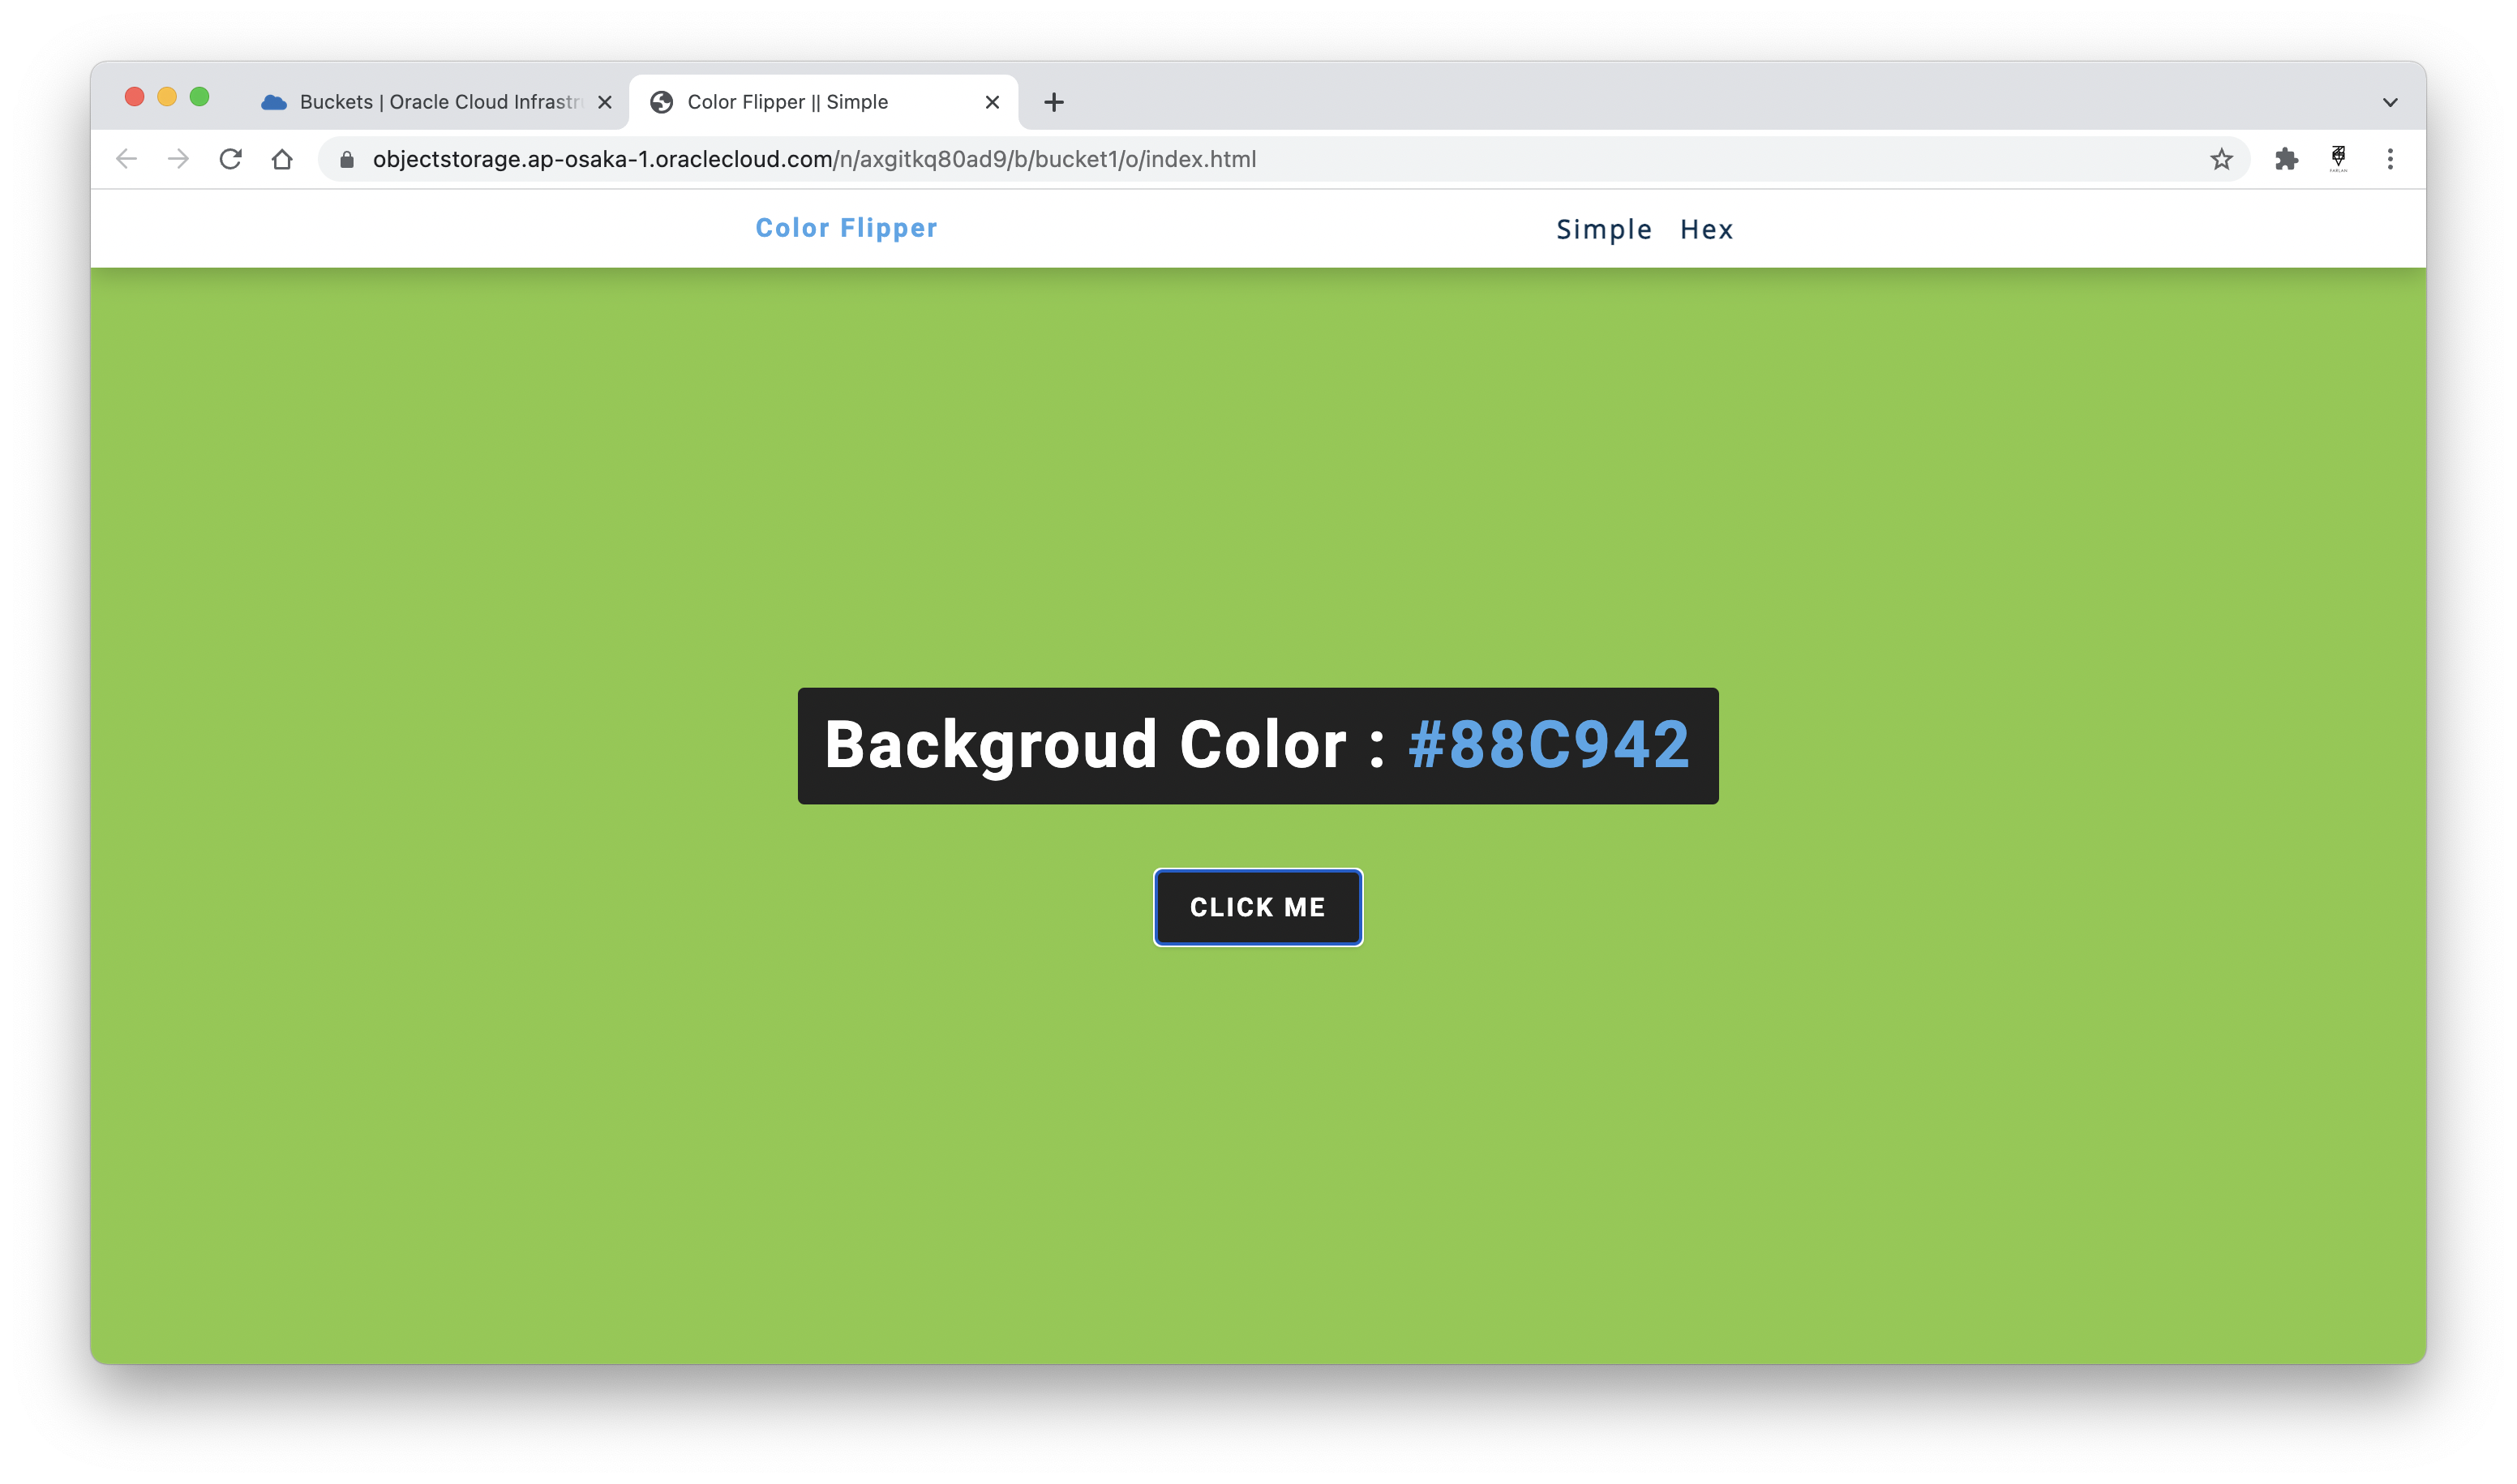 Buckets | Oracle Cloud Infrastr
Color Flipper || Simple
objectstorage.ap-osaka-1.oraclecloud.com/n/axgitkq80ad9/b/bucket1/o/index.html
Color Flipper
Simple Hex
Backgroud Color : #88C942
CLICK ME